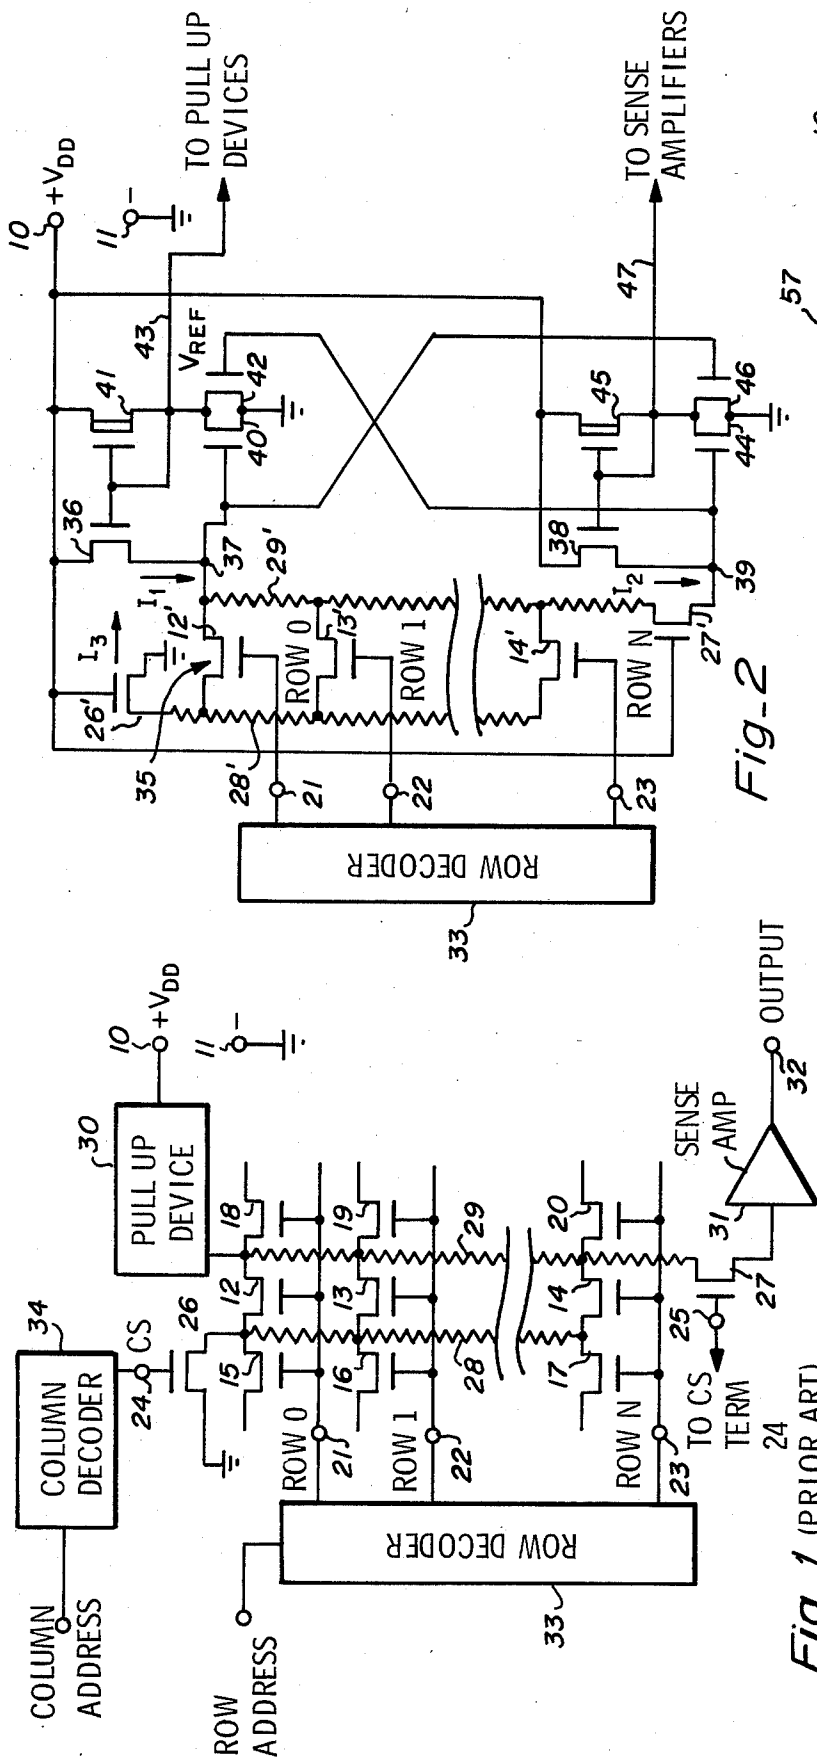 COLUMN
ADDRESS
COLUMN
DECODER
34
24
CS
26
PULL UP
DEVICE
30
10
+VDD
11
-
ROW
ADDRESS
ROW DECODER
33
ROW 0
21
ROW 1
22
ROW N
23
15
12
18
16
13
19
28
29
17
14
20
25
TO CS
TERM
24
27
SENSE
AMP
31
32
OUTPUT
Fig_1 (PRIOR ART)
ROW DECODER
33
21
22
23
26'
I3
I1
36
41
43
10
+VDD
11
-
TO PULL UP
DEVICES
VREF
35
12'
37
40
42
28'
29'
ROW 0
13'
ROW 1
14'
ROW N
27'
I2
38
39
45
44
46
47
TO SENSE
AMPLIFIERS
Fig_2
57